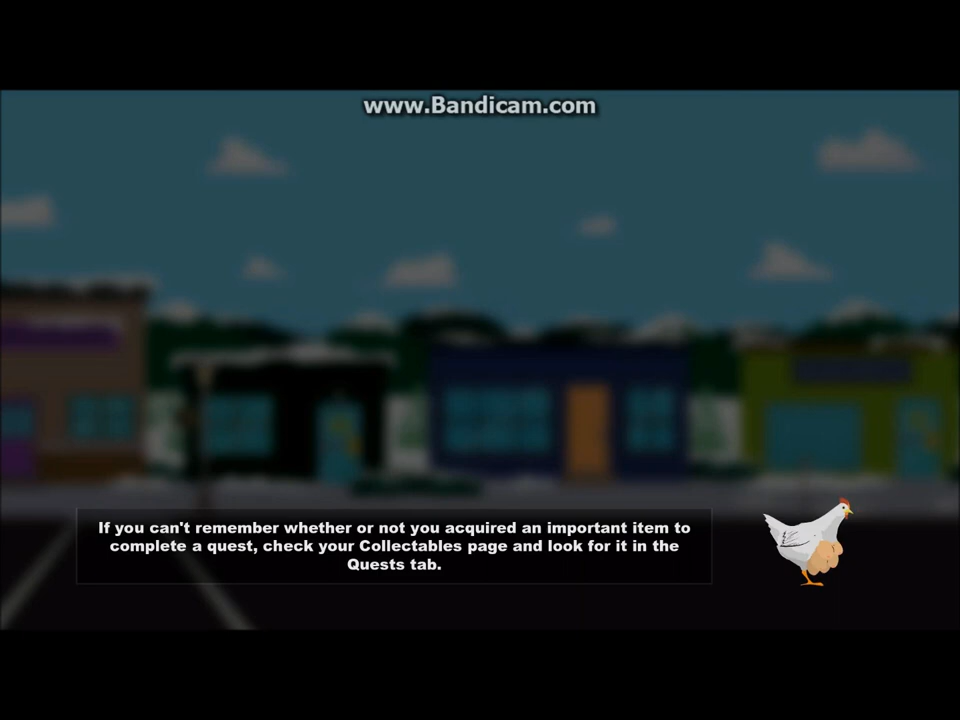 www.Bandicam.com
If you can't remember whether or not you acquired an important item to
complete a quest, check your Collectables page and look for it in the
Quests tab.